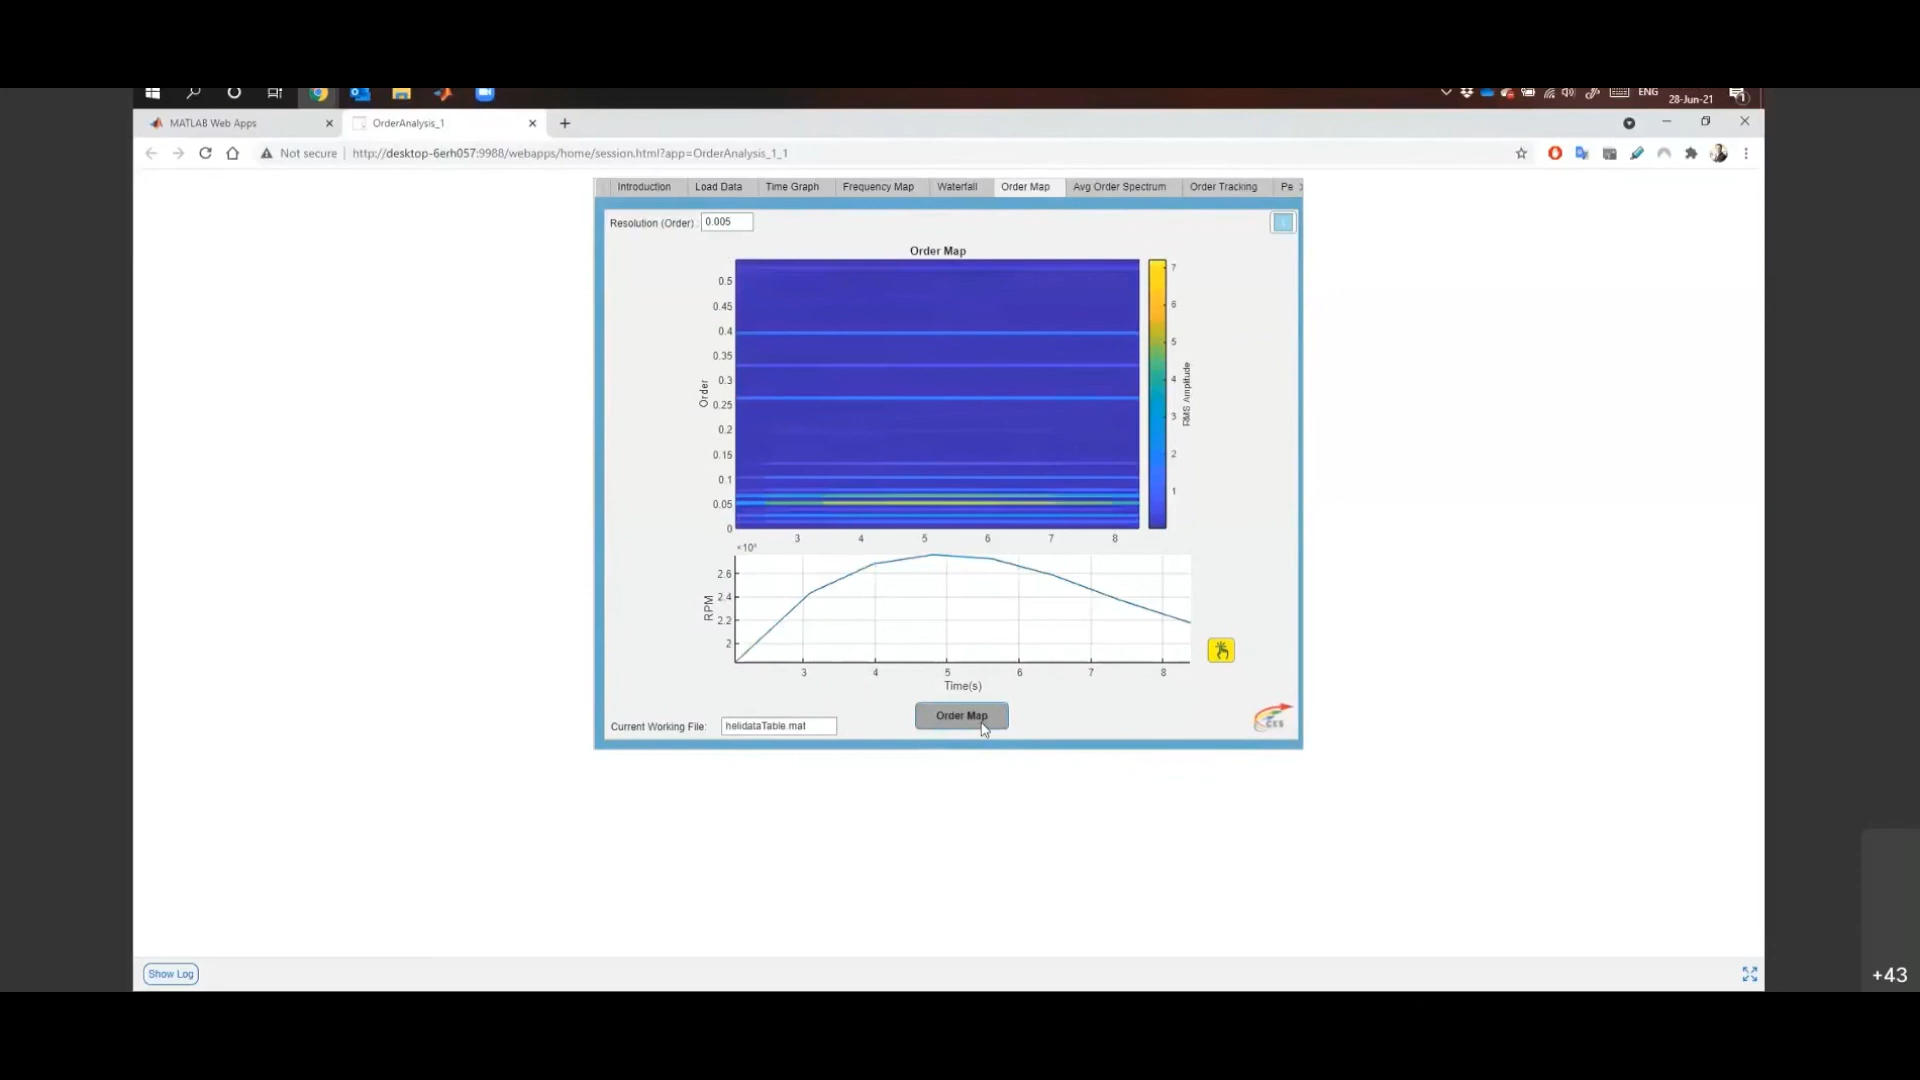 ENG
28-Jun-21
MATLAB Web Apps
OrderAnalysis_1
Not secure
http://desktop-6erh057:9988/webapps/home/session.html?app=OrderAnalysis_1_1
Introduction
Load Data
Time Graph
Frequency Map
Waterfall
Order Map
Avg Order Spectrum
Order Tracking
Pe
Resolution (Order) :
0.005
Order Map
0.5
0.45
0.4
0.35
0.3
0.25
0.2
0.15
0.1
0.05
0
Order
3 4 5 6 7 8
7
6
5
4
3
2
1
RMS Amplitude
2.6
2.4
2.2
2
RPM
3 4 5 6 7 8
Time(s)
Order Map
Current Working File:
helidataTable mat
CES
Show Log
+43